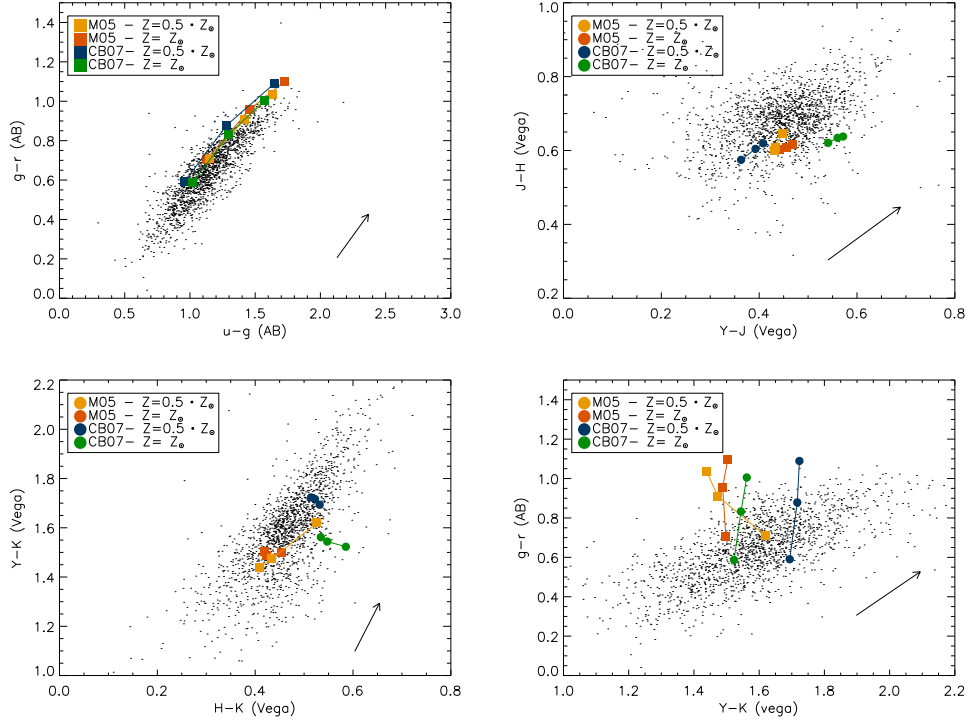 M05 - Z=0.5 · Z⊙
M05 - Z= Z⊙
CB07- Z=0.5 · Z⊙
CB07- Z= Z⊙
1.4
1.2
1.0
0.8
0.6
0.4
0.2
0.0
g-r (AB)
0.0 0.5 1.0 1.5 2.0 2.5 3.0
u-g (AB)
M05 - Z=0.5 · Z⊙
M05 - Z= Z⊙
CB07- Z=0.5 · Z⊙
CB07- Z= Z⊙
1.0
0.8
0.6
0.4
0.2
J-H (Vega)
0.0 0.2 0.4 0.6 0.8
Y-J (Vega)
M05 - Z=0.5 · Z⊙
M05 - Z= Z⊙
CB07- Z=0.5 · Z⊙
CB07- Z= Z⊙
2.2
2.0
1.8
1.6
1.4
1.2
1.0
Y-K (Vega)
0.0 0.2 0.4 0.6 0.8
H-K (Vega)
M05 - Z=0.5 · Z⊙
M05 - Z= Z⊙
CB07- Z=0.5 · Z⊙
CB07- Z= Z⊙
1.4
1.2
1.0
0.8
0.6
0.4
0.2
0.0
g-r (AB)
1.0 1.2 1.4 1.6 1.8 2.0 2.2
Y-K (vega)